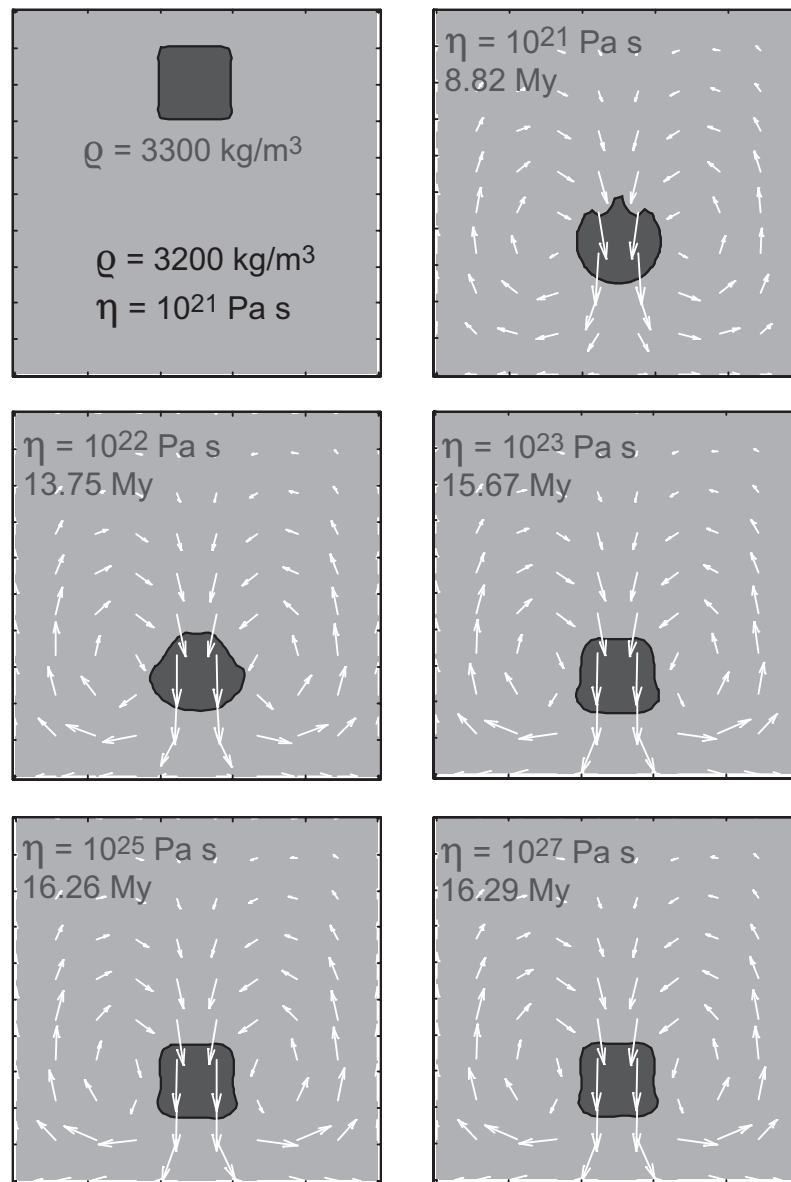 ϱ = 3300 kg/m³
ϱ = 3200 kg/m³
η = 10²¹ Pa s
η = 10²¹ Pa s
8.82 My
η = 10²² Pa s
13.75 My
η = 10²³ Pa s
15.67 My
η = 10²⁵ Pa s
16.26 My
η = 10²⁷ Pa s
16.29 My